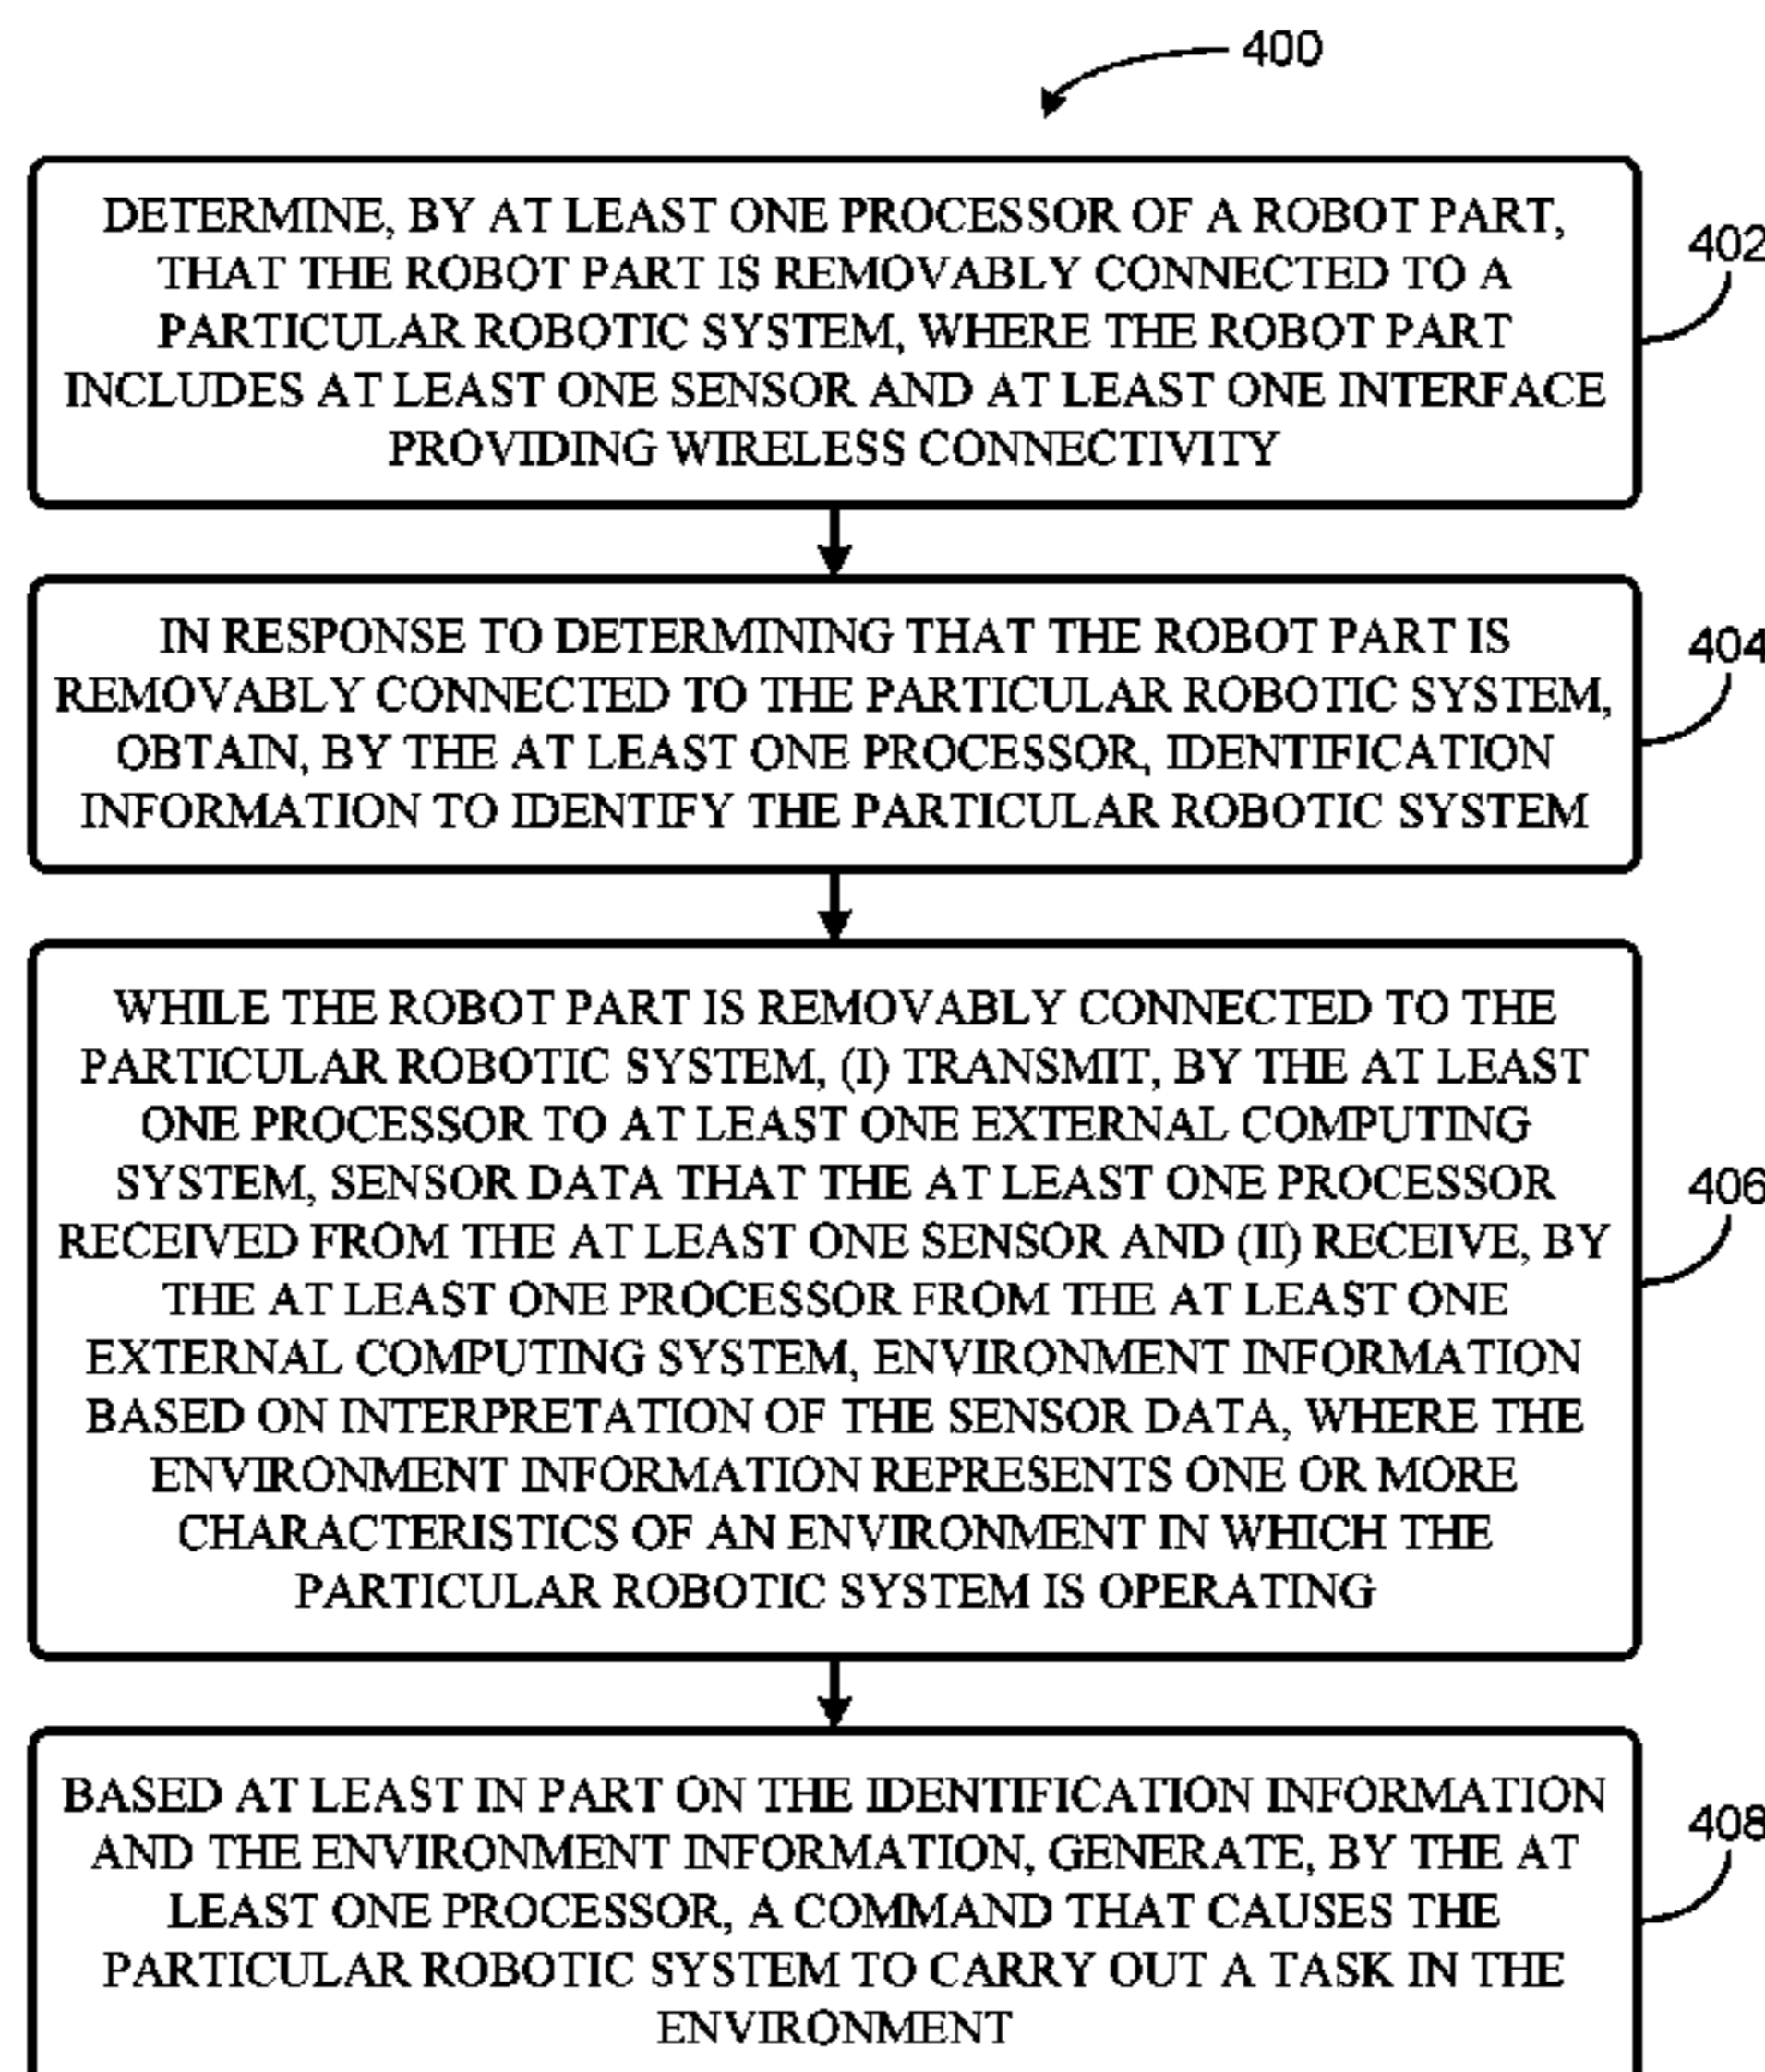 400
DETERMINE, BY AT LEAST ONE PROCESSOR OF A ROBOT PART,
THAT THE ROBOT PART IS REMOVABLY CONNECTED TO A
PARTICULAR ROBOTIC SYSTEM, WHERE THE ROBOT PART
INCLUDES AT LEAST ONE SENSOR AND AT LEAST ONE INTERFACE
PROVIDING WIRELESS CONNECTIVITY
402
IN RESPONSE TO DETERMINING THAT THE ROBOT PART IS
REMOVABLY CONNECTED TO THE PARTICULAR ROBOTIC SYSTEM,
OBTAIN, BY THE AT LEAST ONE PROCESSOR, IDENTIFICATION
INFORMATION TO IDENTIFY THE PARTICULAR ROBOTIC SYSTEM
404
WHILE THE ROBOT PART IS REMOVABLY CONNECTED TO THE
PARTICULAR ROBOTIC SYSTEM, (I) TRANSMIT, BY THE AT LEAST
ONE PROCESSOR TO AT LEAST ONE EXTERNAL COMPUTING
SYSTEM, SENSOR DATA THAT THE AT LEAST ONE PROCESSOR
RECEIVED FROM THE AT LEAST ONE SENSOR AND (II) RECEIVE, BY
THE AT LEAST ONE PROCESSOR FROM THE AT LEAST ONE
EXTERNAL COMPUTING SYSTEM, ENVIRONMENT INFORMATION
BASED ON INTERPRETATION OF THE SENSOR DATA, WHERE THE
ENVIRONMENT INFORMATION REPRESENTS ONE OR MORE
CHARACTERISTICS OF AN ENVIRONMENT IN WHICH THE
PARTICULAR ROBOTIC SYSTEM IS OPERATING
406
BASED AT LEAST IN PART ON THE IDENTIFICATION INFORMATION
AND THE ENVIRONMENT INFORMATION, GENERATE, BY THE AT
LEAST ONE PROCESSOR, A COMMAND THAT CAUSES THE
PARTICULAR ROBOTIC SYSTEM TO CARRY OUT A TASK IN THE
ENVIRONMENT
408